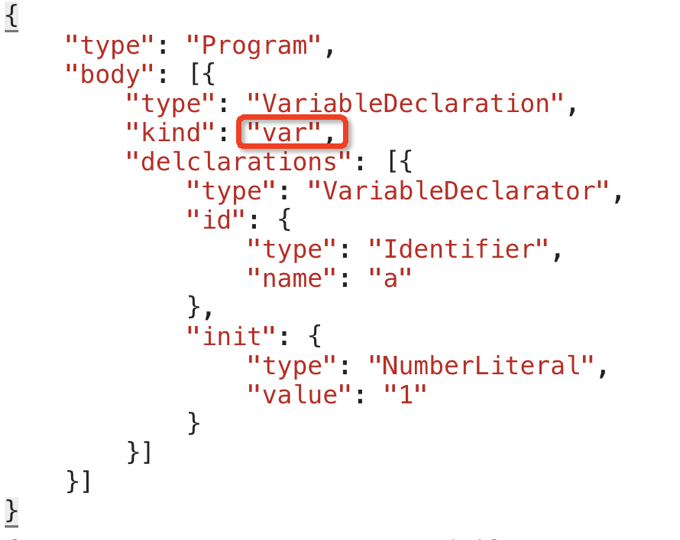 {
"type": "Program",
"body": [{
"type": "VariableDeclaration",
"kind": "var",
"delclarations": [{
"type": "VariableDeclarator",
"id": {
"type": "Identifier",
"name": "a"
},
"init": {
"type": "NumberLiteral",
"value": "1"
}
}]
}]
}